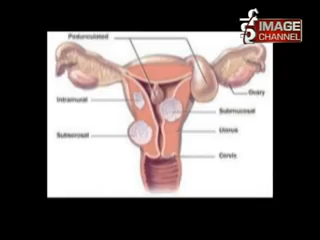 IMAGE
CHANNEL
Pedunculated
Ovary
Intramural
Submucosal
Subserosal
Uterus
Cervix